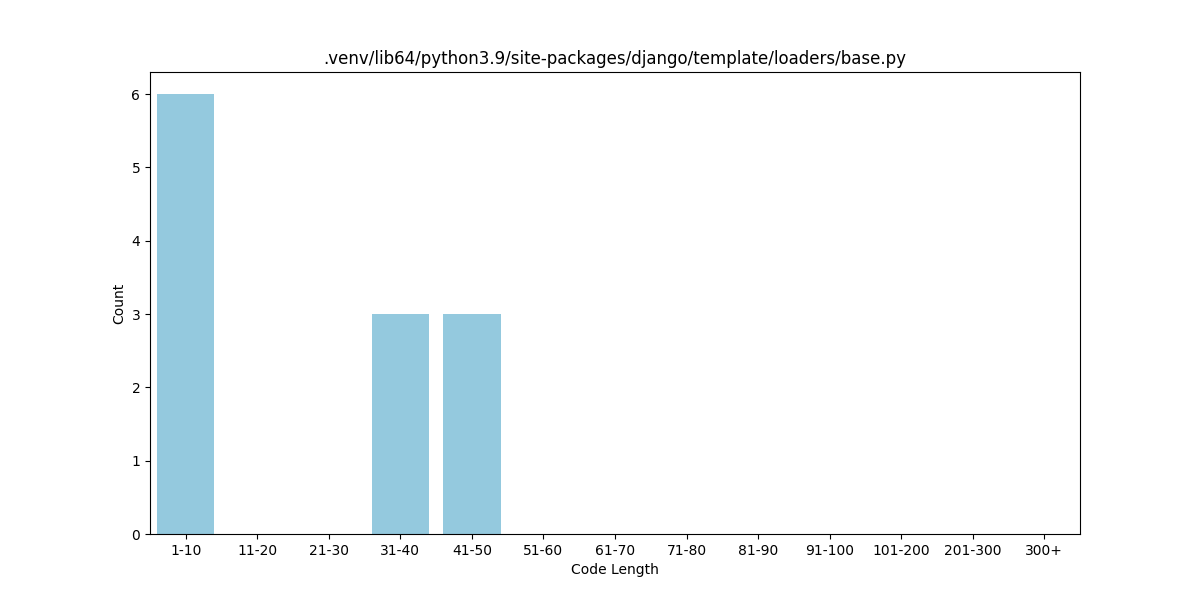 .venv/lib64/python3.9/site-packages/django/template/loaders/base.py
6
5
4
3
2
1
0
Count
1-10 11-20 21-30 31-40 41-50 51-60 61-70 71-80 81-90 91-100 101-200 201-300 300+
Code Length